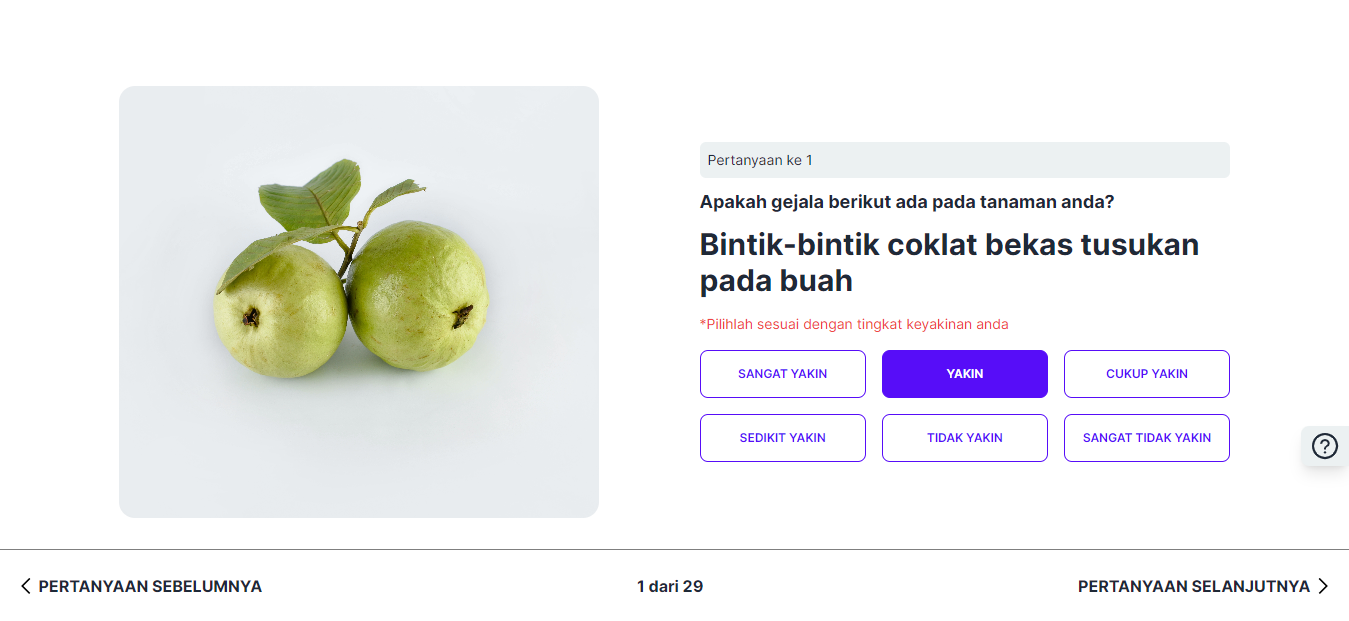 Pertanyaan ke 1
Apakah gejala berikut ada pada tanaman anda?
Bintik-bintik coklat bekas tusukan
pada buah
*Pilihlah sesuai dengan tingkat keyakinan anda
SANGAT YAKIN
YAKIN
CUKUP YAKIN
SEDIKIT YAKIN
TIDAK YAKIN
SANGAT TIDAK YAKIN
?
PERTANYAAN SEBELUMNYA
1 dari 29
PERTANYAAN SELANJUTNYA